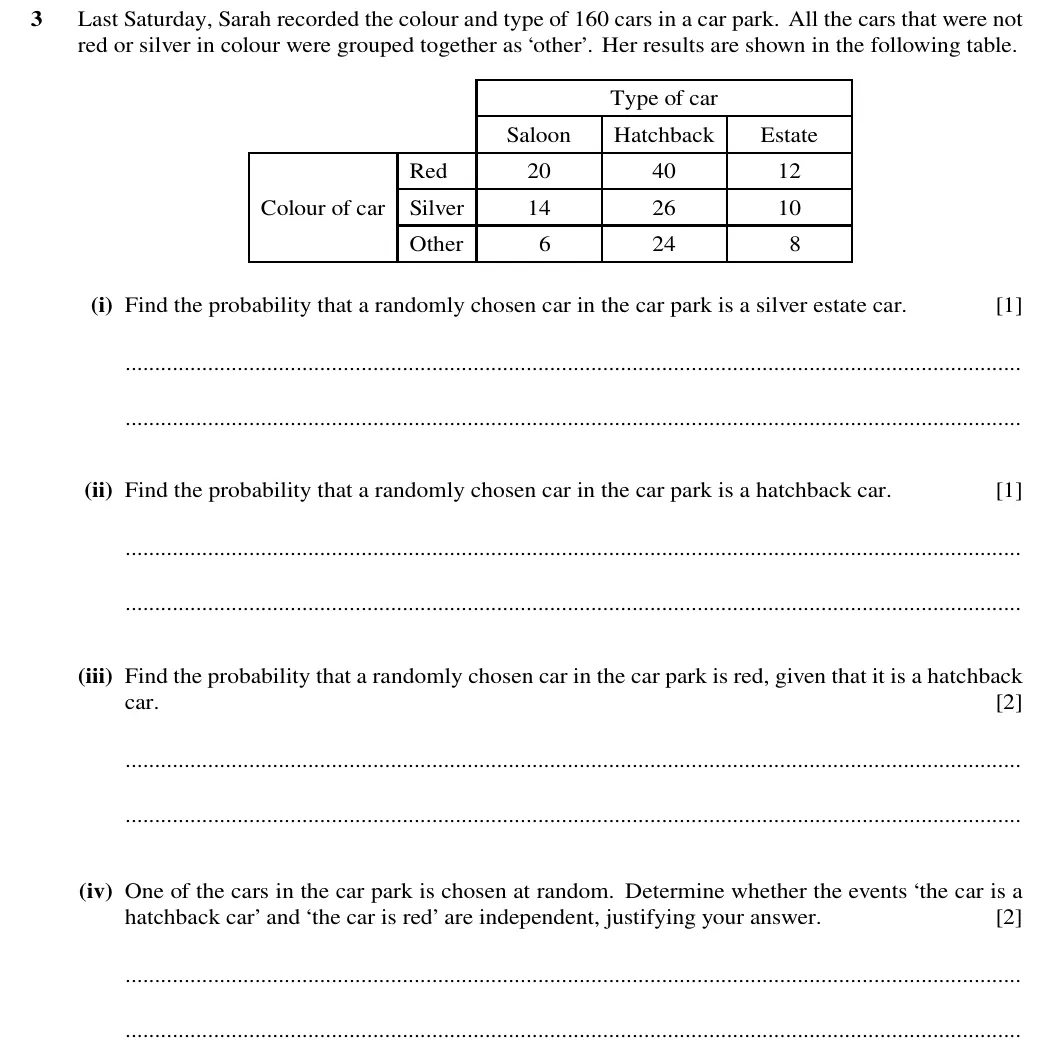 3 Last Saturday, Sarah recorded the colour and type of 160 cars in a car park. All the cars that were not
red or silver in colour were grouped together as ‘other’. Her results are shown in the following table.
Type of car
Saloon Hatchback Estate
Red 20 40 12
Colour of car Silver 14 26 10
Other 6 24 8
(i) Find the probability that a randomly chosen car in the car park is a silver estate car. [1]
(ii) Find the probability that a randomly chosen car in the car park is a hatchback car. [1]
(iii) Find the probability that a randomly chosen car in the car park is red, given that it is a hatchback
car. [2]
(iv) One of the cars in the car park is chosen at random. Determine whether the events ‘the car is a
hatchback car’ and ‘the car is red’ are independent, justifying your answer. [2]